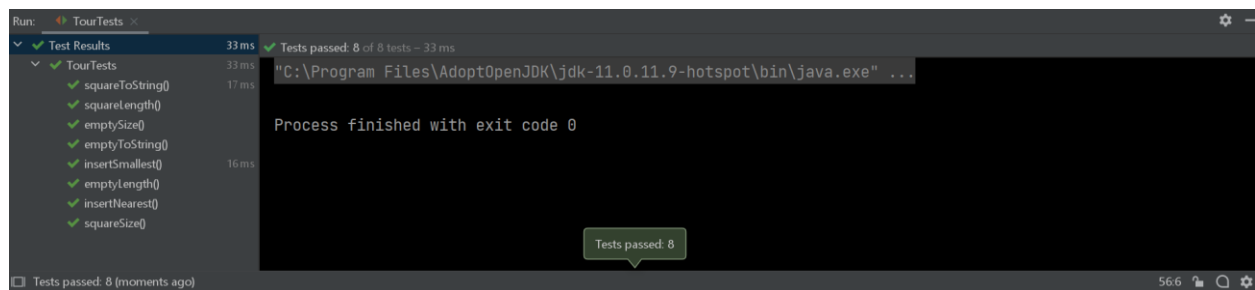 Run: TourTests
Test Results 33 ms
Tests passed: 8 of 8 tests – 33 ms
TourTests 33 ms
"C:\Program Files\AdoptOpenJDK\jdk-11.0.11.9-hotspot\bin\java.exe" ...
squareToString() 17 ms
squareLength()
emptySize()
Process finished with exit code 0
emptyToString()
insertSmallest() 16 ms
emptyLength()
insertNearest()
squareSize()
Tests passed: 8
Tests passed: 8 (moments ago) 56:6